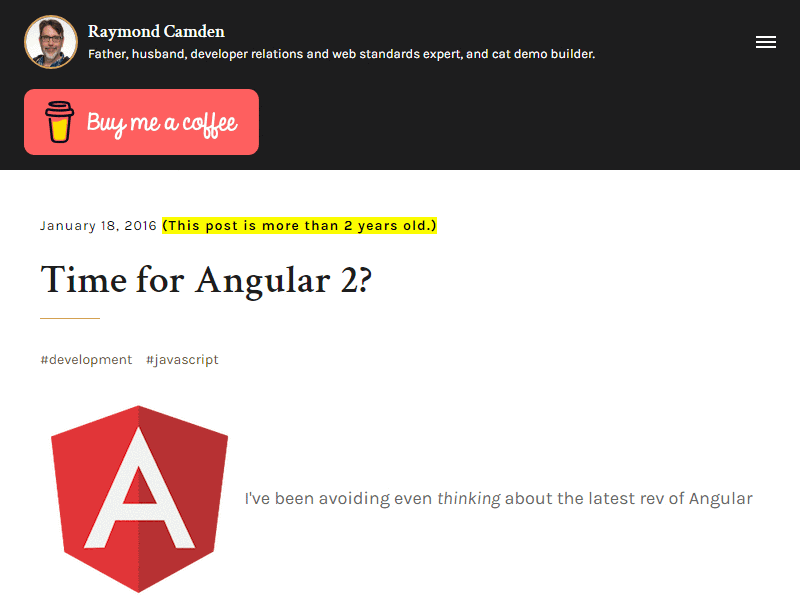 Raymond Camden
Father, husband, developer relations and web standards expert, and cat demo builder.
Buy me a coffee
January 18, 2016 (This post is more than 2 years old.)
Time for Angular 2?
#development #javascript
A
I've been avoiding even thinking about the latest rev of Angular